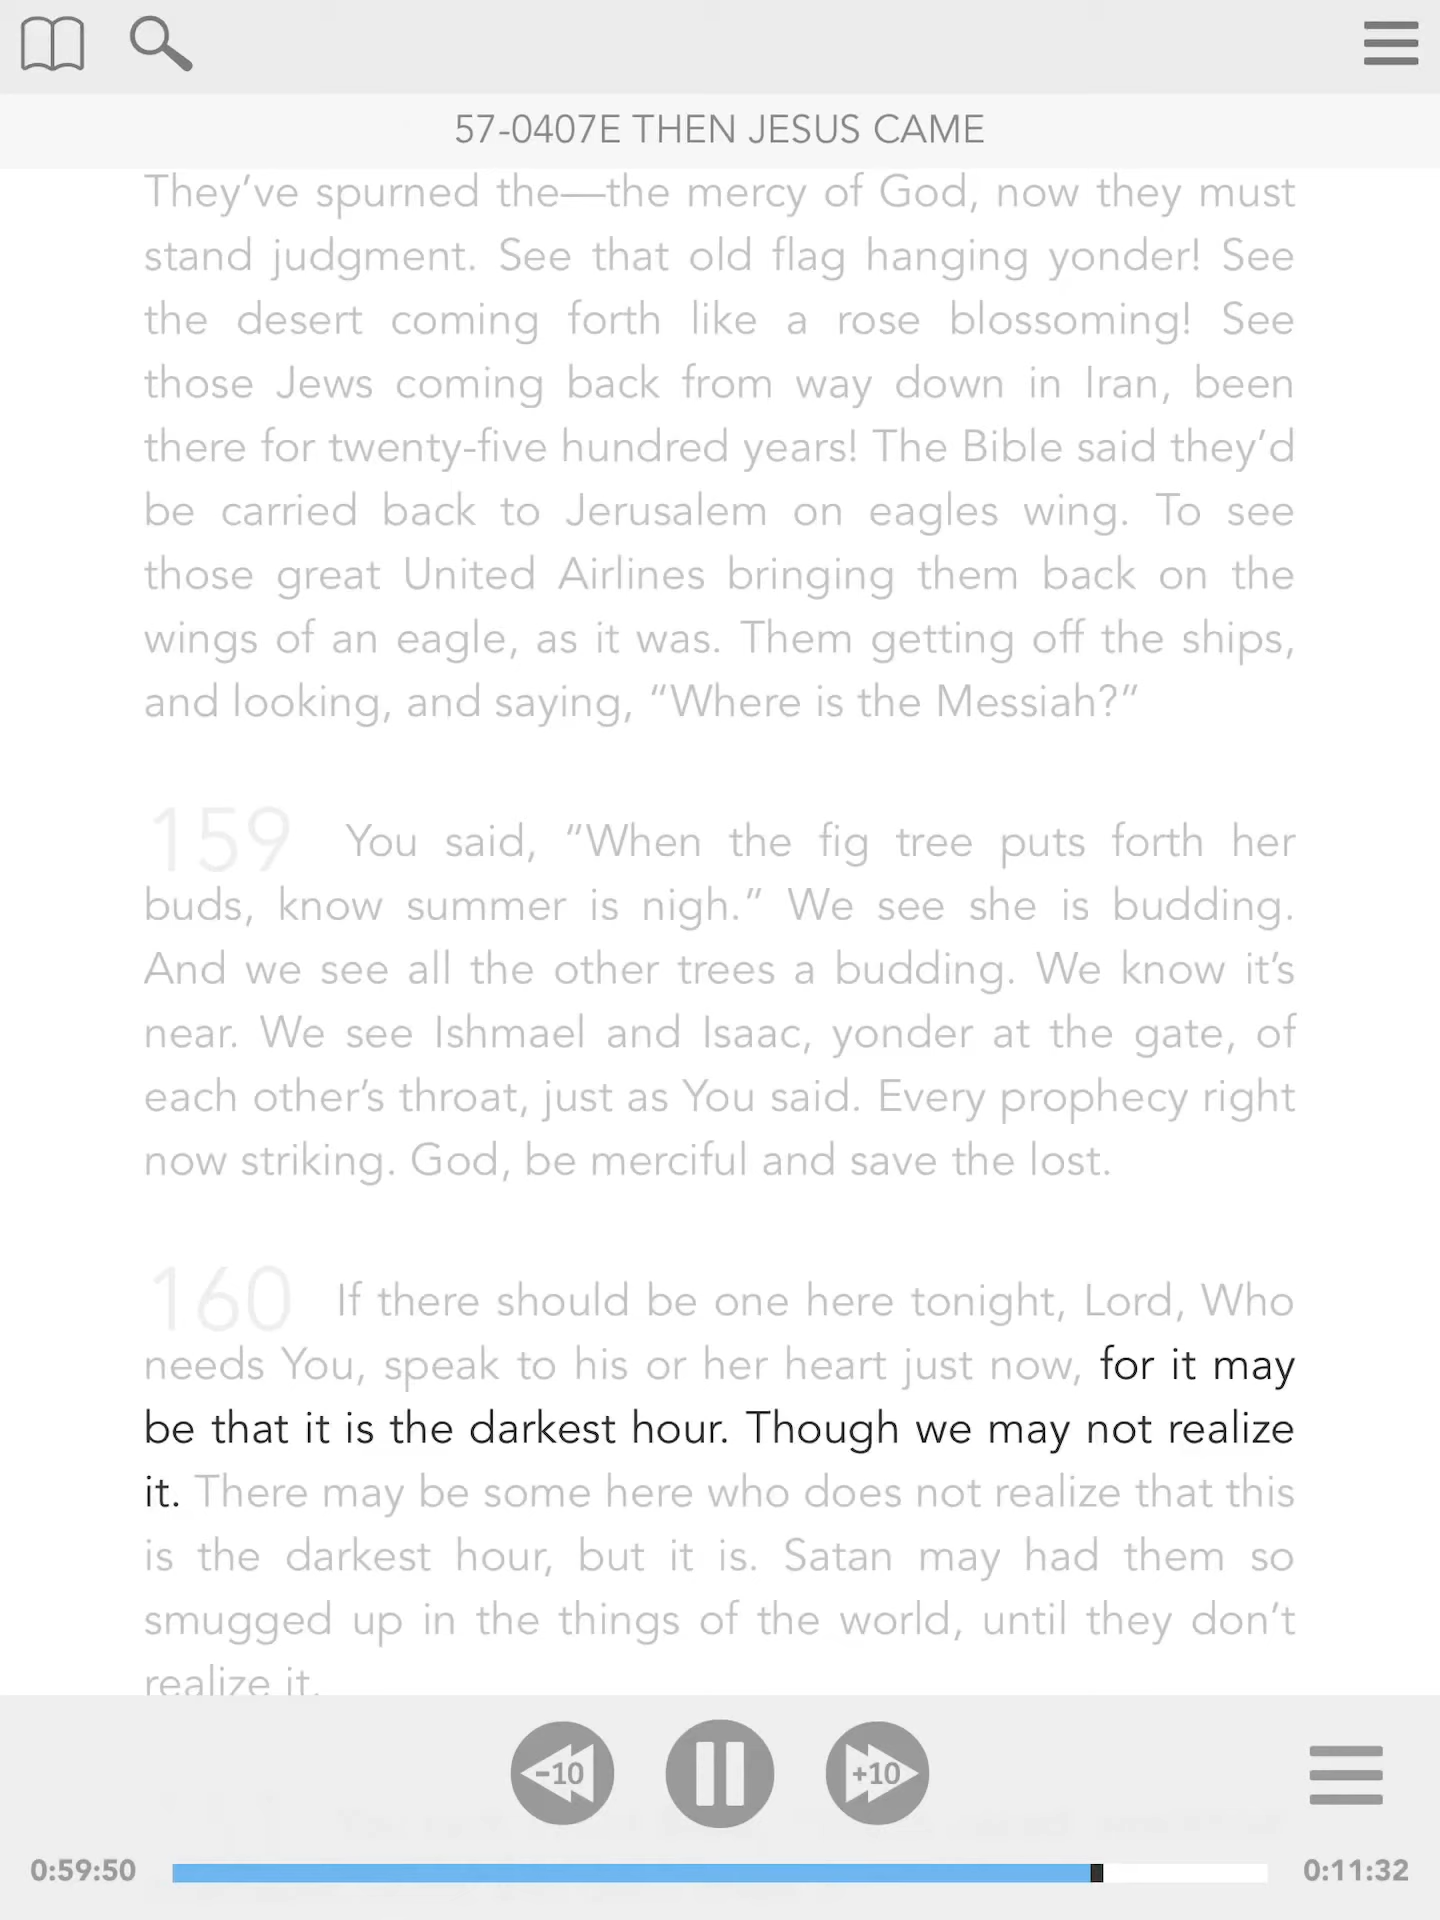 57-0407E THEN JESUS CAME
They’ve spurned the—the mercy of God, now they must
stand judgment. See that old flag hanging yonder! See
the desert coming forth like a rose blossoming! See
those Jews coming back from way down in Iran, been
there for twenty-five hundred years! The Bible said they’d
be carried back to Jerusalem on eagles wing. To see
those great United Airlines bringing them back on the
wings of an eagle, as it was. Them getting off the ships,
and looking, and saying, “Where is the Messiah?”
159 You said, “When the fig tree puts forth her
buds, know summer is nigh.” We see she is budding.
And we see all the other trees a budding. We know it’s
near. We see Ishmael and Isaac, yonder at the gate, of
each other’s throat, just as You said. Every prophecy right
now striking. God, be merciful and save the lost.
160 If there should be one here tonight, Lord, Who
needs You, speak to his or her heart just now, for it may
be that it is the darkest hour. Though we may not realize
it. There may be some here who does not realize that this
is the darkest hour, but it is. Satan may had them so
smugged up in the things of the world, until they don’t
realize it.
-10 +10
0:59:50 0:11:32